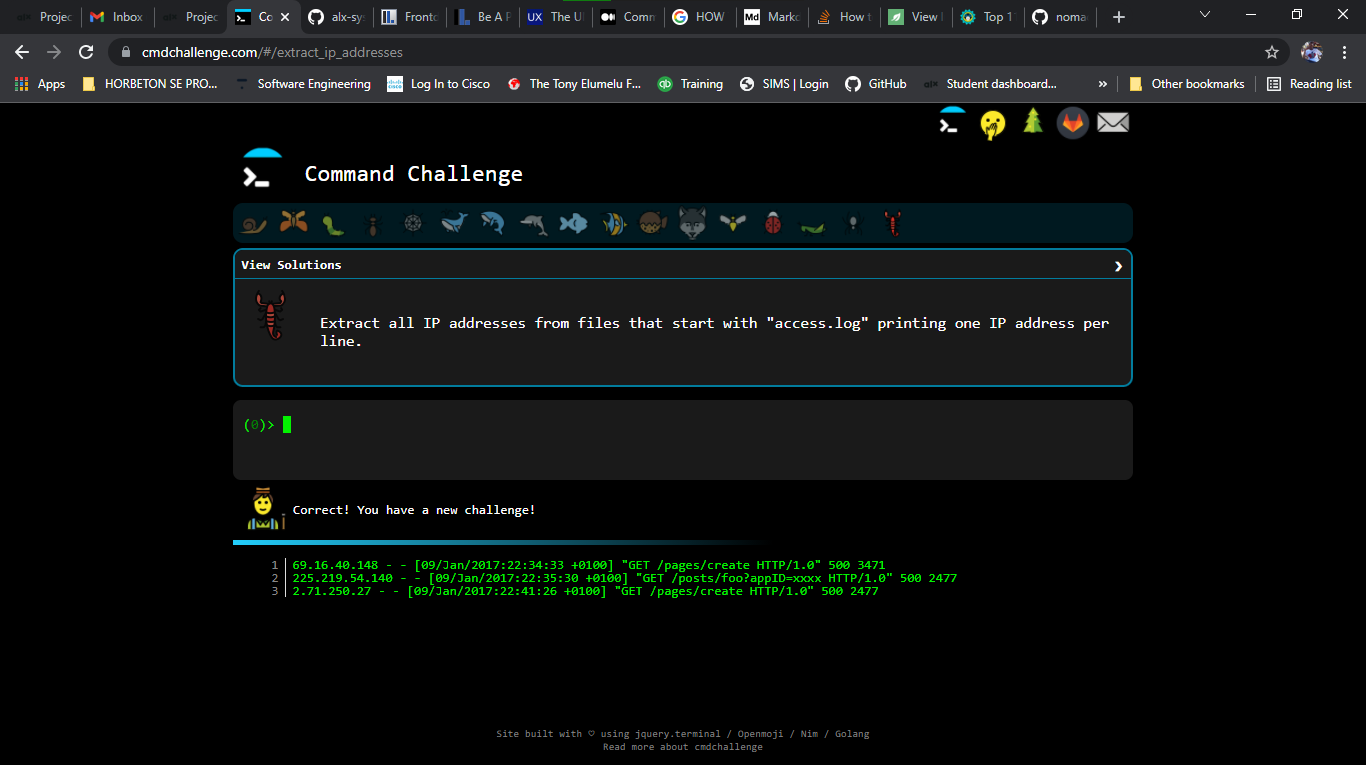 Projec
Inbox
Projec
Co
alx-sys
Fronto
Be A P
UX The UI
Comm
HOW
Md Markd
How t
View
Top 1
noma
cmdchallenge.com/#/extract_ip_addresses
Apps
HORBETON SE PRO...
Software Engineering
Log In to Cisco
The Tony Elumelu F...
Training
SIMS | Login
GitHub
Student dashboard...
»
Other bookmarks
Reading list
Command Challenge
View Solutions
Extract all IP addresses from files that start with "access.log" printing one IP address per
line.
(0)>
Correct! You have a new challenge!
1 69.16.40.148 - - [09/Jan/2017:22:34:33 +0100] "GET /pages/create HTTP/1.0" 500 3471
2 225.219.54.140 - - [09/Jan/2017:22:35:30 +0100] "GET /posts/foo?appID=xxxx HTTP/1.0" 500 2477
3 2.71.250.27 - - [09/Jan/2017:22:41:26 +0100] "GET /pages/create HTTP/1.0" 500 2477
Site built with ♡ using jquery.terminal / Openmoji / Nim / Golang
Read more about cmdchallenge